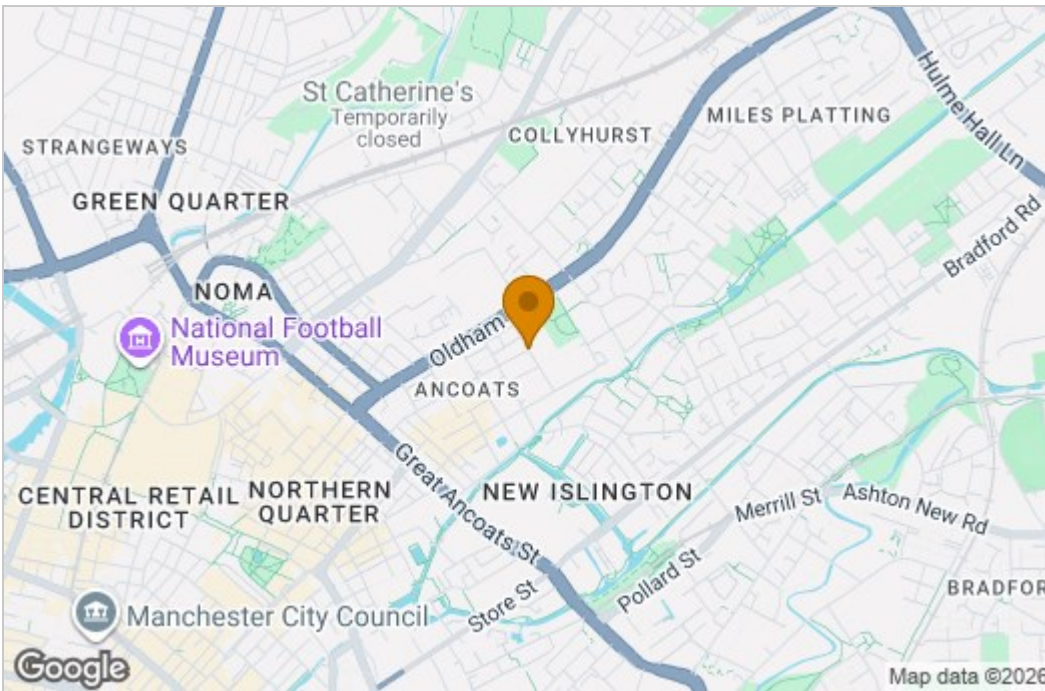 St Catherine's
Temporarily
closed
COLLYHURST
MILES PLATTING
Hulme Hall Ln
STRANGEWAYS
GREEN QUARTER
Bradford Rd
NOMA
National Football
Museum
Oldham
ANCOATS
Great Ancoats St
CENTRAL RETAIL
DISTRICT
NORTHERN
QUARTER
NEW ISLINGTON
Merrill St
Ashton New Rd
Pollard St
Store St
BRADFOR
Manchester City Council
Google
Map data ©2026